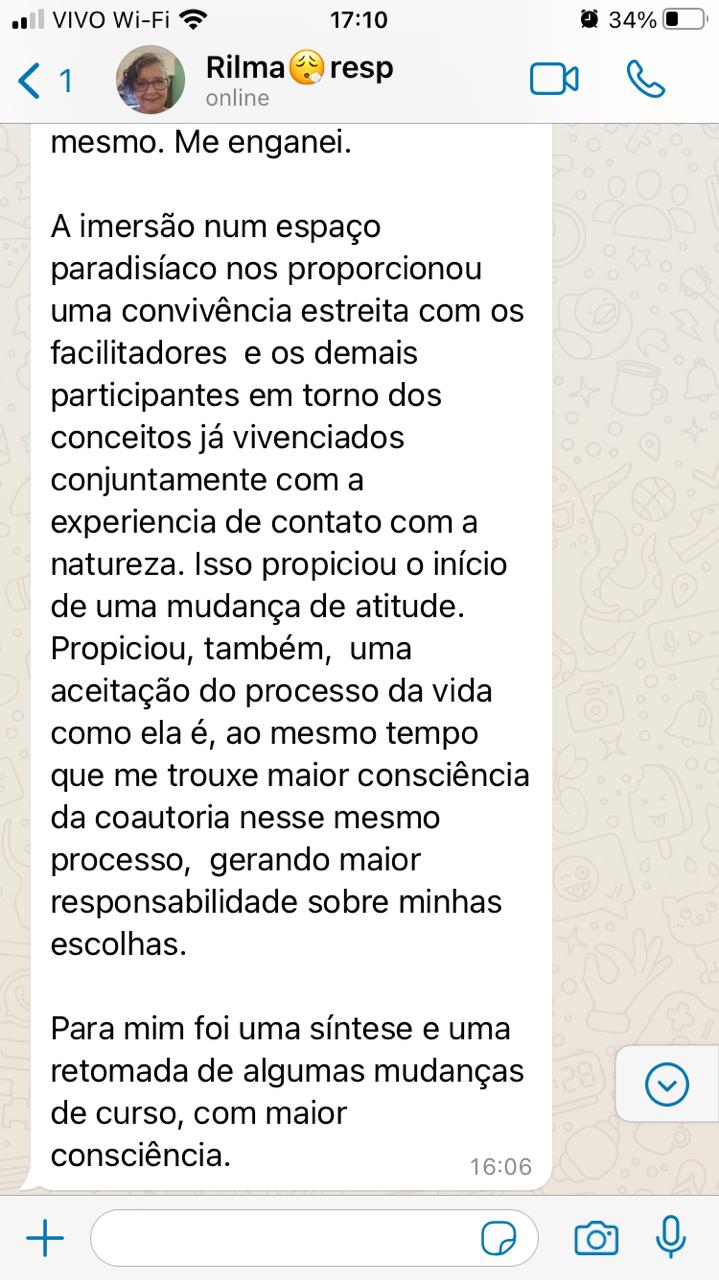 VIVO Wi-Fi 17:10 34%
1 Rilma😮‍💨resp
online
mesmo. Me enganei.
A imersão num espaço
paradisíaco nos proporcionou
uma convivência estreita com os
facilitadores  e os demais
participantes em torno dos
conceitos já vivenciados
conjuntamente com a
experiencia de contato com a
natureza. Isso propiciou o início
de uma mudança de atitude.
Propiciou, também,  uma
aceitação do processo da vida
como ela é, ao mesmo tempo
que me trouxe maior consciência
da coautoria nesse mesmo
processo,  gerando maior
responsabilidade sobre minhas
escolhas.
Para mim foi uma síntese e uma
retomada de algumas mudanças
de curso, com maior
consciência.
16:06